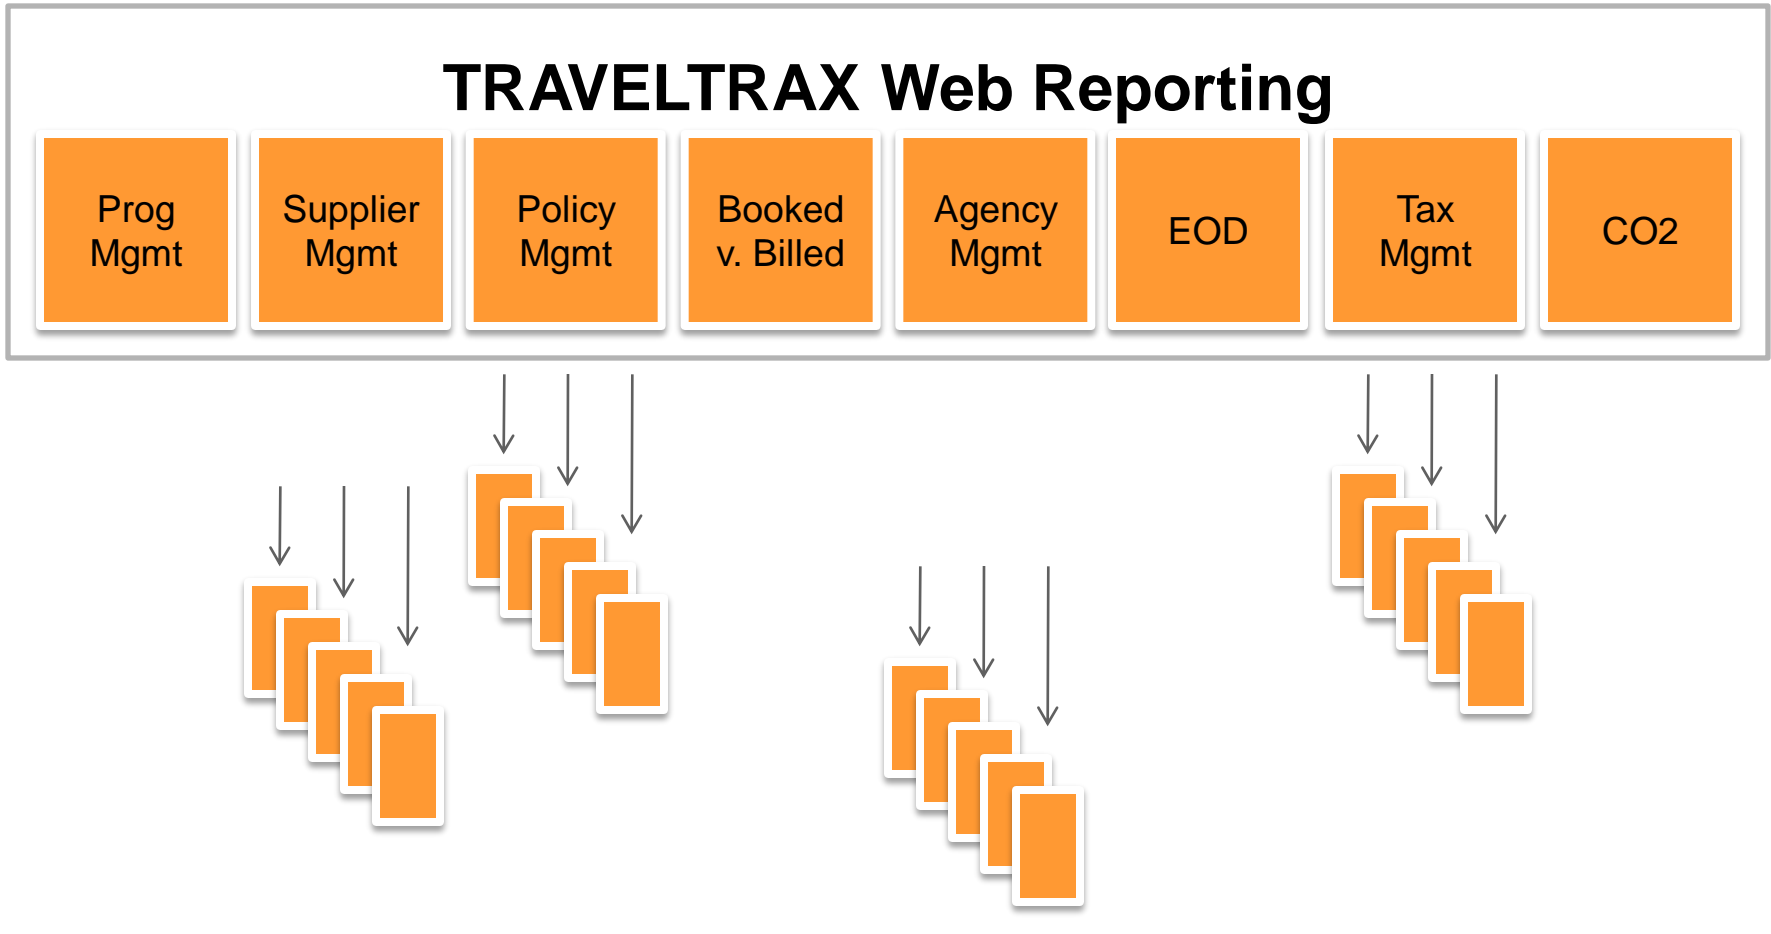 TRAVELTRAX Web Reporting
Prog
Mgmt
Supplier
Mgmt
Policy
Mgmt
Booked
v. Billed
Agency
Mgmt
EOD
Tax
Mgmt
CO2